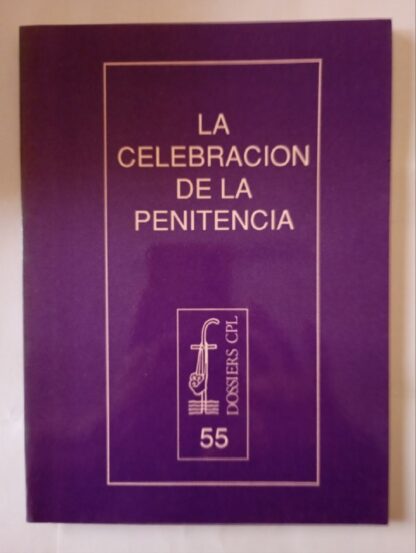 LA
CELEBRACION
DE LA
PENITENCIA
DOSSIERS CPL
55